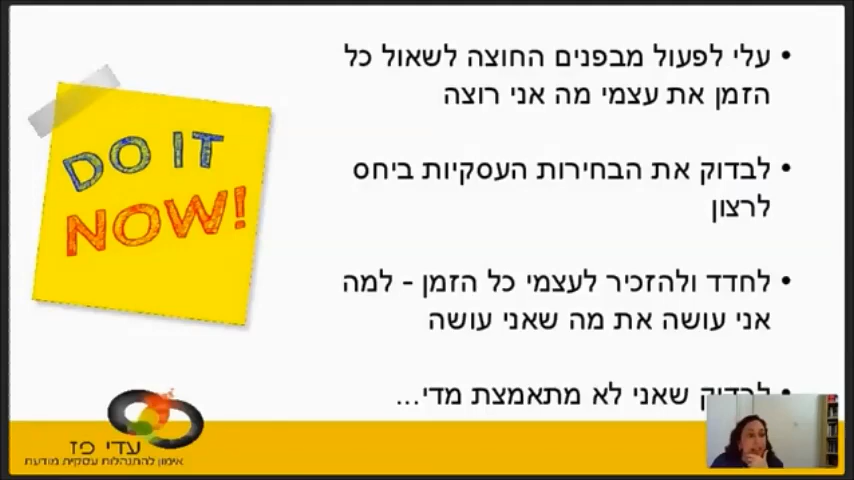 • עלי לפעול מבפנים החוצה לשאול כל
הזמן את עצמי מה אני רוצה
• לבדוק את הבחירות העסקיות ביחס
לרצון
• לחדד ולהזכיר לעצמי כל הזמן - למה
אני עושה את מה שאני עושה
• לבדוק שאני לא מתאמצת מדי...
DO IT
NOW!
עדי פז
אימון להתנהלות עסקית מודעת